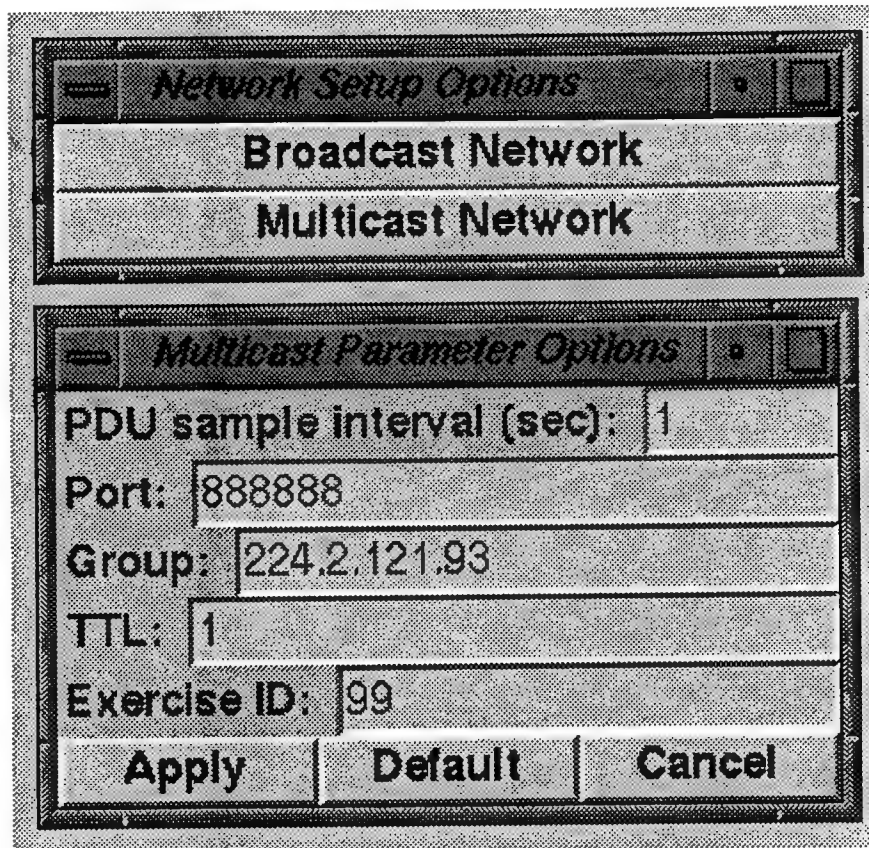 Network Setup Options
Broadcast Network
Multicast Network
Multicast Parameter Options
PDU sample interval (sec): 1
Port: 888888
Group: 224.2.121.93
TTL: 1
Exercise ID: 99
Apply Default Cancel